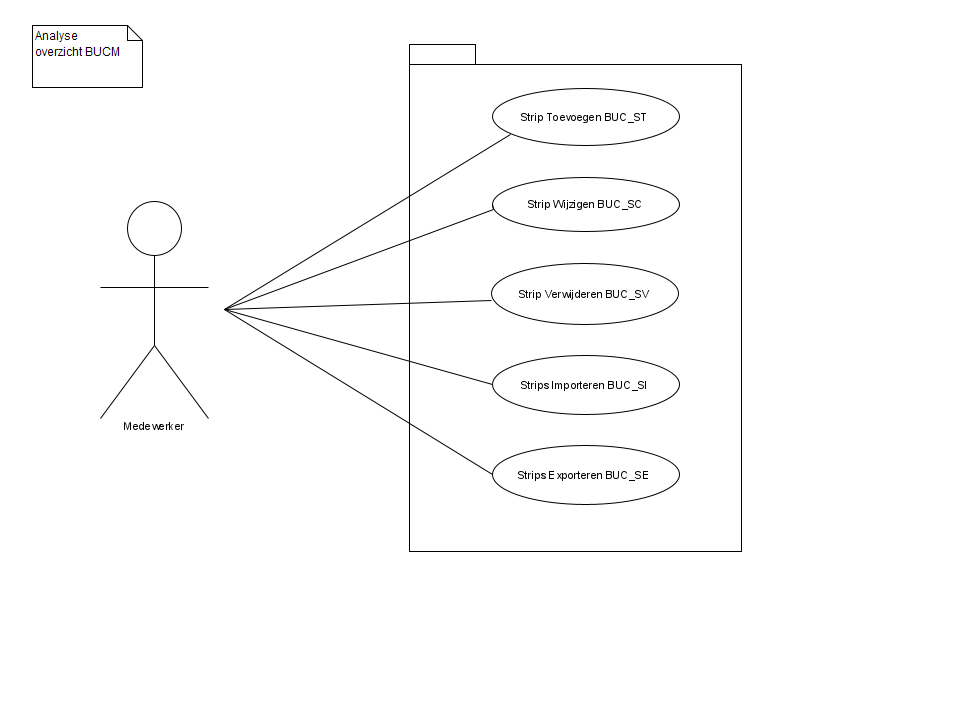 Analyse
overzicht BUCM
Strip Toevoegen BUC_ST
Strip Wijzigen BUC_SC
Strip Verwijderen BUC_SV
Strips Importeren BUC_SI
Strips Exporteren BUC_SE
Medewerker